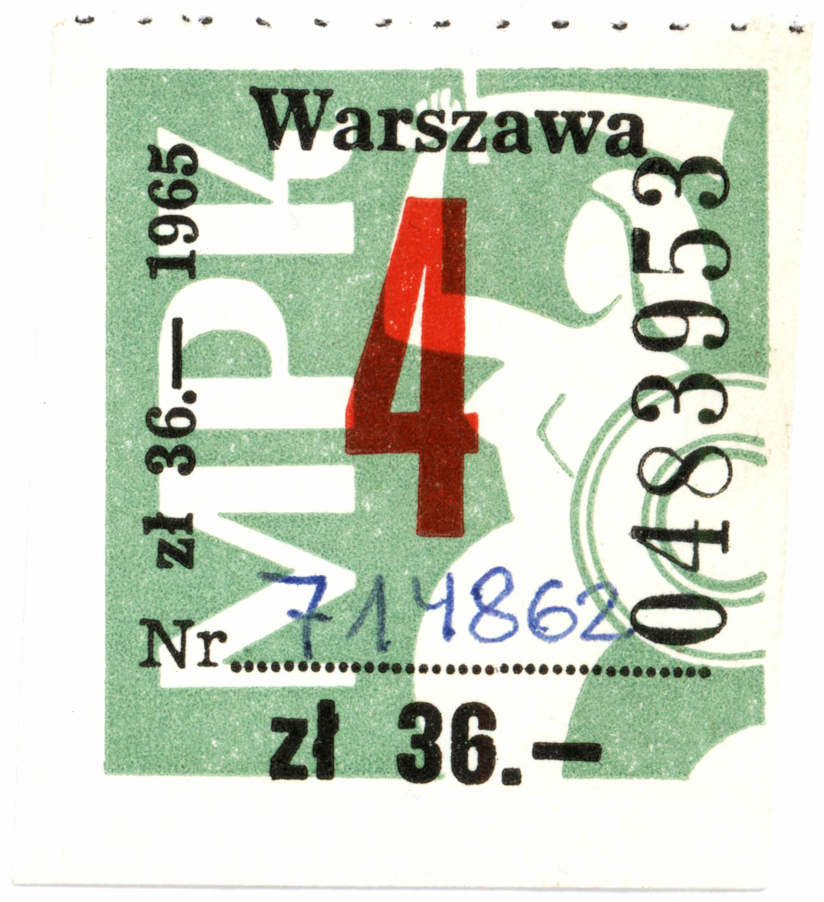 Warszawa
MPK
zł 36.— 1965
4
0483953
Nr 714862
zł 36.—